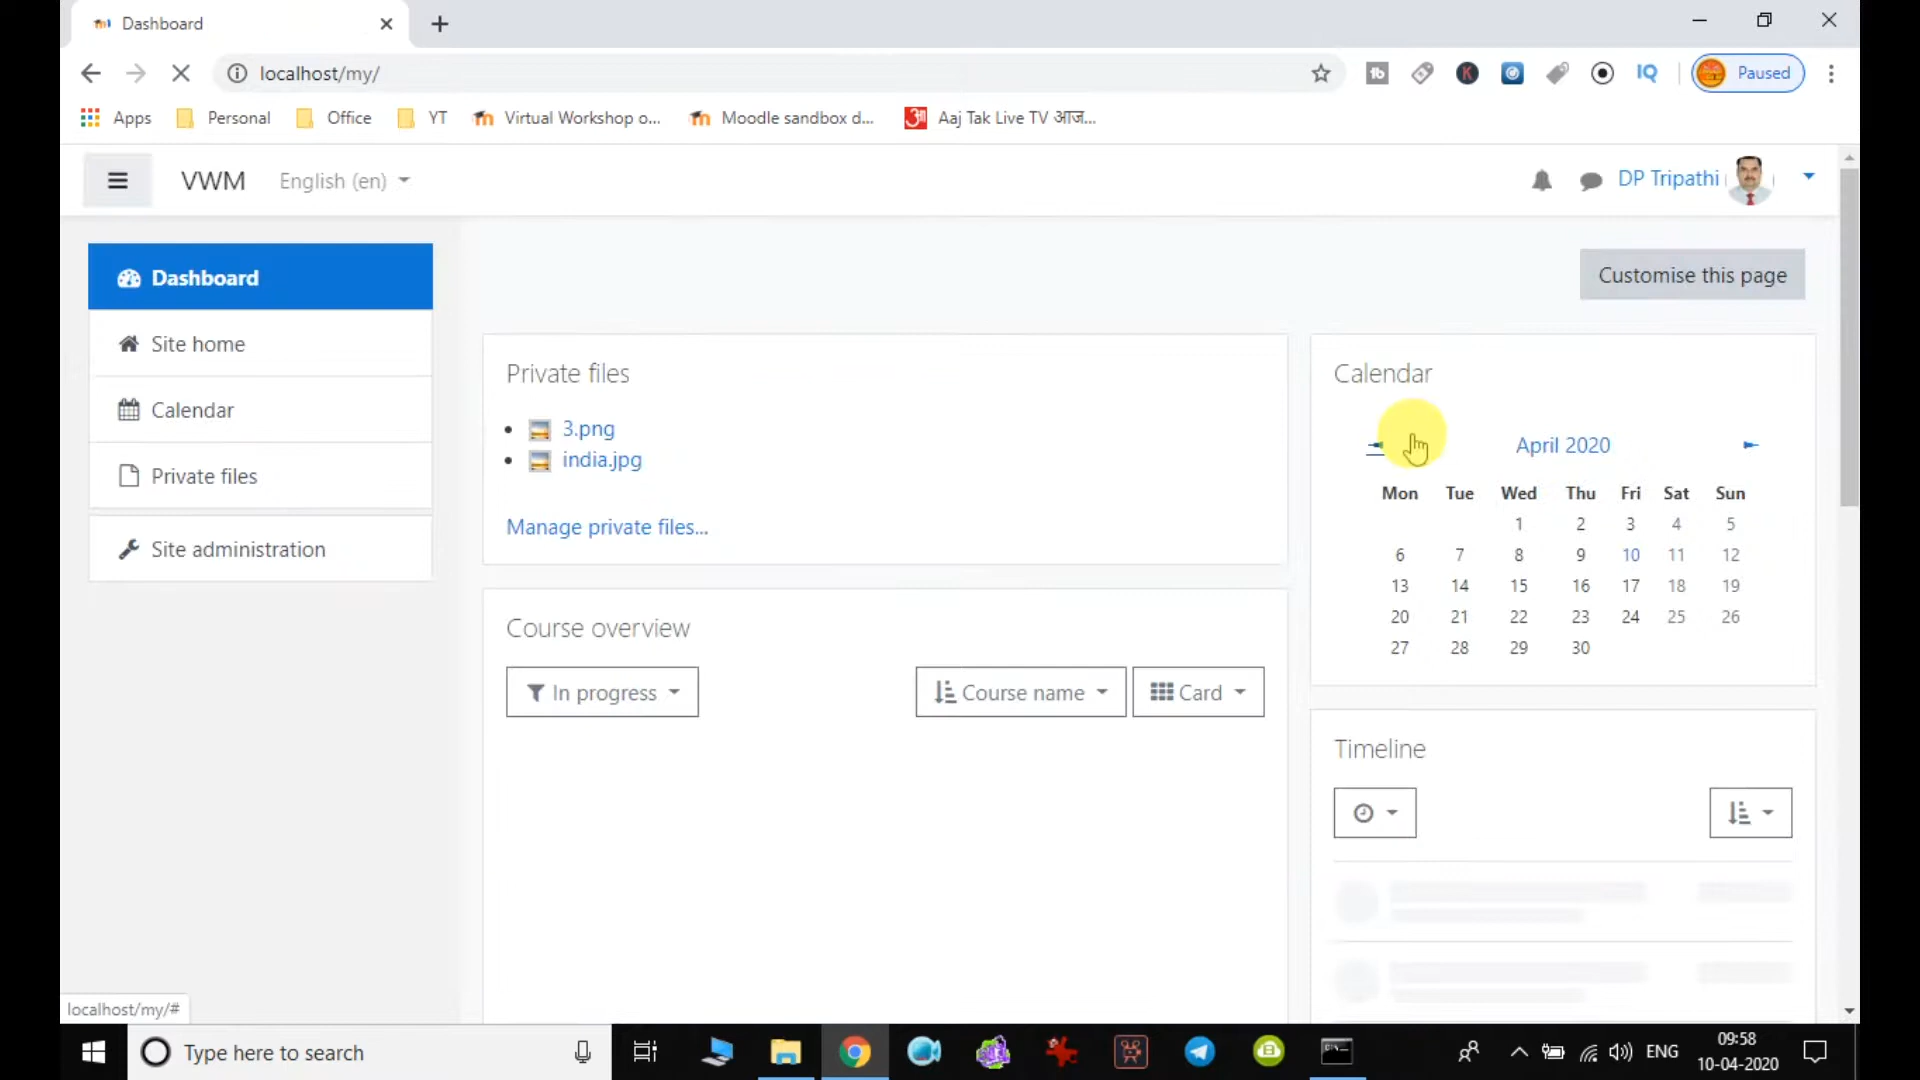 Dashboard
localhost/my/
Paused
Apps
Personal
Office
YT
Virtual Workshop o...
Moodle sandbox d...
Aaj Tak Live TV आज...
VWM
English (en)
DP Tripathi
Dashboard
Site home
Calendar
Private files
Site administration
Customise this page
Private files
3.png
india.jpg
Manage private files...
Course overview
In progress
Course name
Card
Calendar
April 2020
Mon Tue Wed Thu Fri Sat Sun
1 2 3 4 5
6 7 8 9 10 11 12
13 14 15 16 17 18 19
20 21 22 23 24 25 26
27 28 29 30
Timeline
localhost/my/#
Type here to search
ENG
09:58
10-04-2020